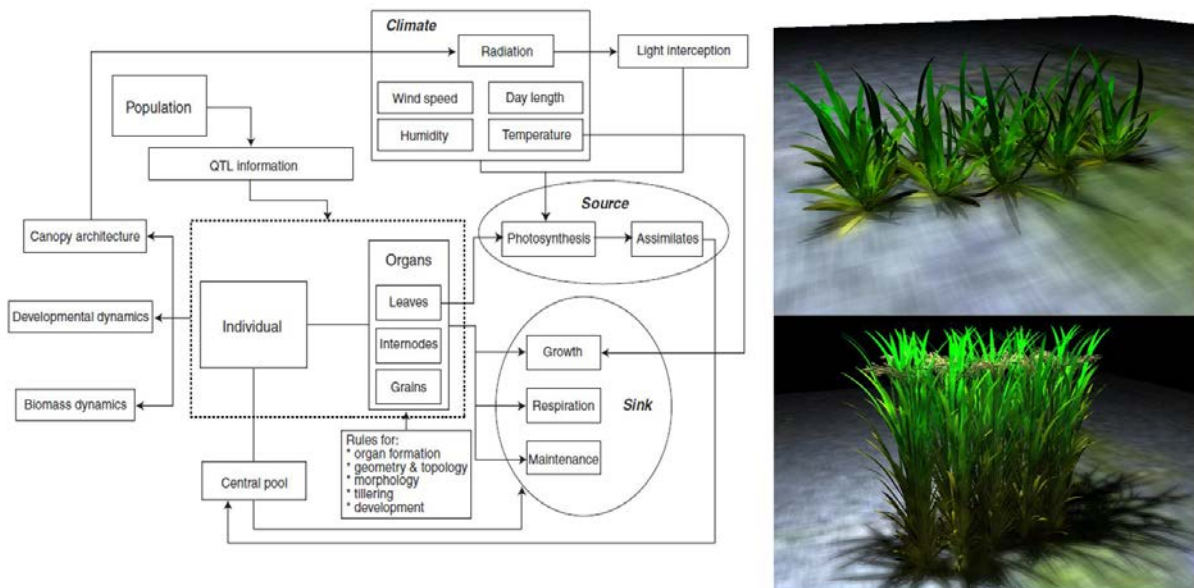 Climate
Radiation
Light interception
Wind speed
Day length
Humidity
Temperature
Population
QTL information
Source
Photosynthesis
Assimilates
Canopy architecture
Organs
Leaves
Individual
Developmental dynamics
Internodes
Growth
Grains
Biomass dynamics
Respiration
Sink
Rules for:
* organ formation
* geometry & topology
* morphology
* tillering
* development
Maintenance
Central pool